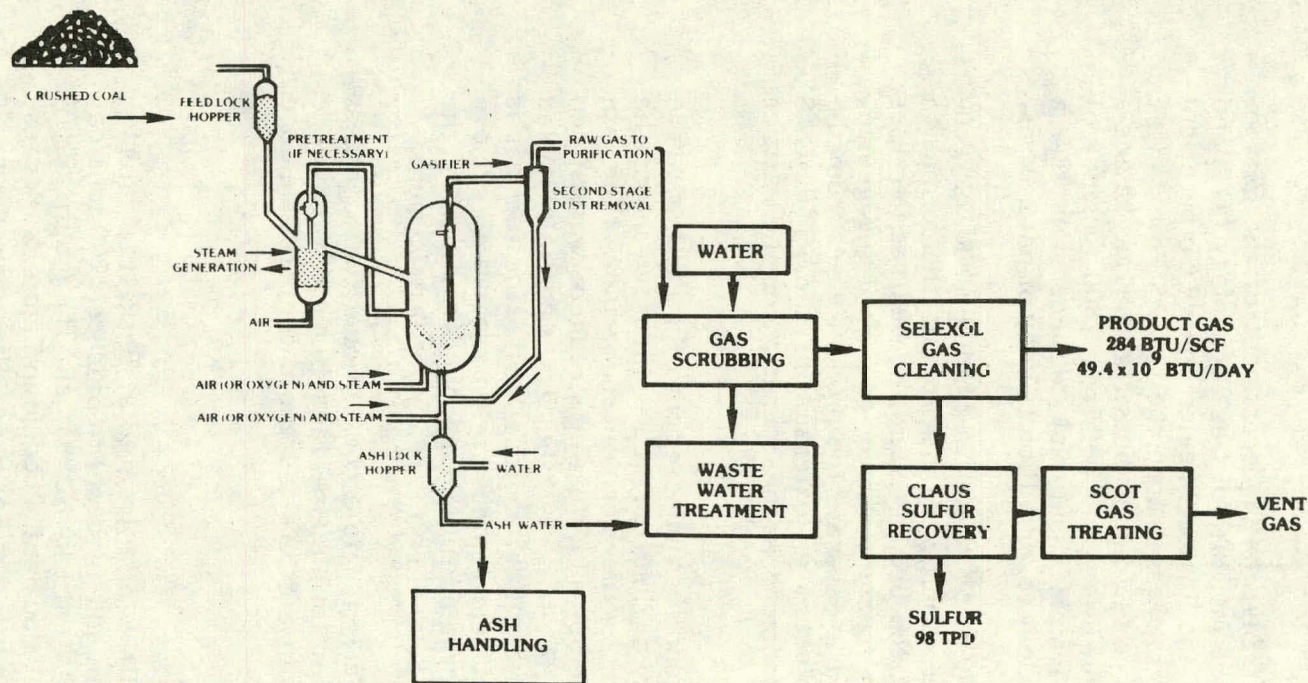 CRUSHED COAL
FEED LOCK
HOPPER
PRETREATMENT
(IF NECESSARY)
GASIFIER
RAW GAS TO
PURIFICATION
SECOND STAGE
DUST REMOVAL
STEAM
GENERATION
AIR
AIR (OR OXYGEN) AND STEAM
AIR (OR OXYGEN) AND STEAM
ASH LOCK
HOPPER
WATER
ASH WATER
ASH
HANDLING
WATER
GAS
SCRUBBING
WASTE
WATER
TREATMENT
SELEXOL
GAS
CLEANING
PRODUCT GAS
284 BTU/SCF
49.4 x 10⁹ BTU/DAY
CLAUS
SULFUR
RECOVERY
SCOT
GAS
TREATING
VENT
GAS
SULFUR
98 TPD